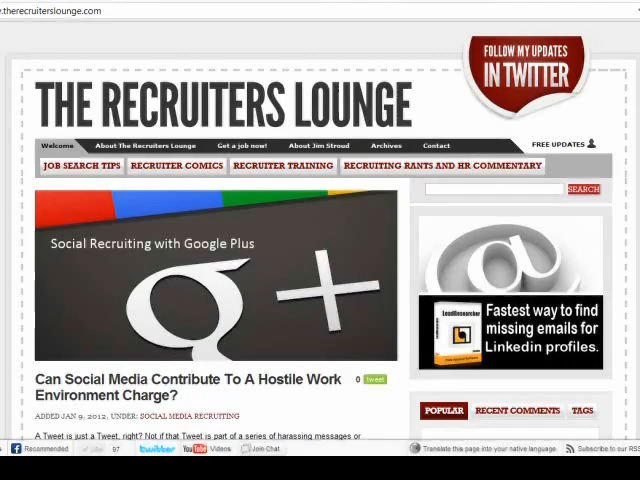 .therecruiterslounge.com
FOLLOW MY UPDATES
IN TWITTER
THE RECRUITERS LOUNGE
Welcome About The Recruiters Lounge Get a job now! About Jim Stroud Archives Contact FREE UPDATES
JOB SEARCH TIPS RECRUITER COMICS RECRUITER TRAINING RECRUITING RANTS AND HR COMMENTARY
SEARCH
Social Recruiting with Google Plus
g+
@
LeadResearcher
Fastest way to find
missing emails for
Linkedin profiles.
Can Social Media Contribute To A Hostile Work
Environment Charge?
0 tweet
ADDED JAN 9, 2012, UNDER: SOCIAL MEDIA RECRUITING
A Tweet is just a Tweet, right? Not if that Tweet is part of a series of harassing messages or
POPULAR RECENT COMMENTS TAGS
Recommended Like 97 twitter YouTube Videos Join Chat Translate this page into your native language. Subscribe to our RSS